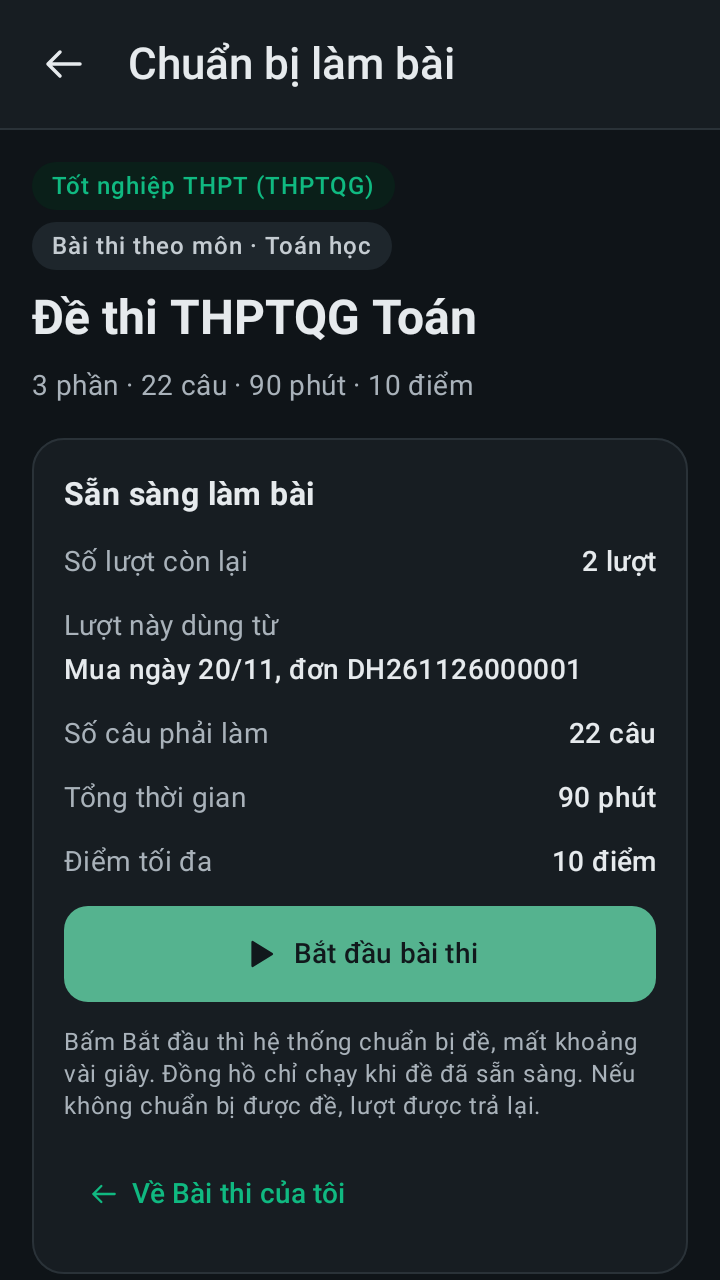 Chuẩn bị làm bài
Tốt nghiệp THPT (THPTQG)
Bài thi theo môn · Toán học
Đề thi THPTQG Toán
3 phần · 22 câu · 90 phút · 10 điểm
Sẵn sàng làm bài
Số lượt còn lại 2 lượt
Lượt này dùng từ
Mua ngày 20/11, đơn DH261126000001
Số câu phải làm 22 câu
Tổng thời gian 90 phút
Điểm tối đa 10 điểm
Bắt đầu bài thi
Bấm Bắt đầu thì hệ thống chuẩn bị đề, mất khoảng
vài giây. Đồng hồ chỉ chạy khi đề đã sẵn sàng. Nếu
không chuẩn bị được đề, lượt được trả lại.
Về Bài thi của tôi